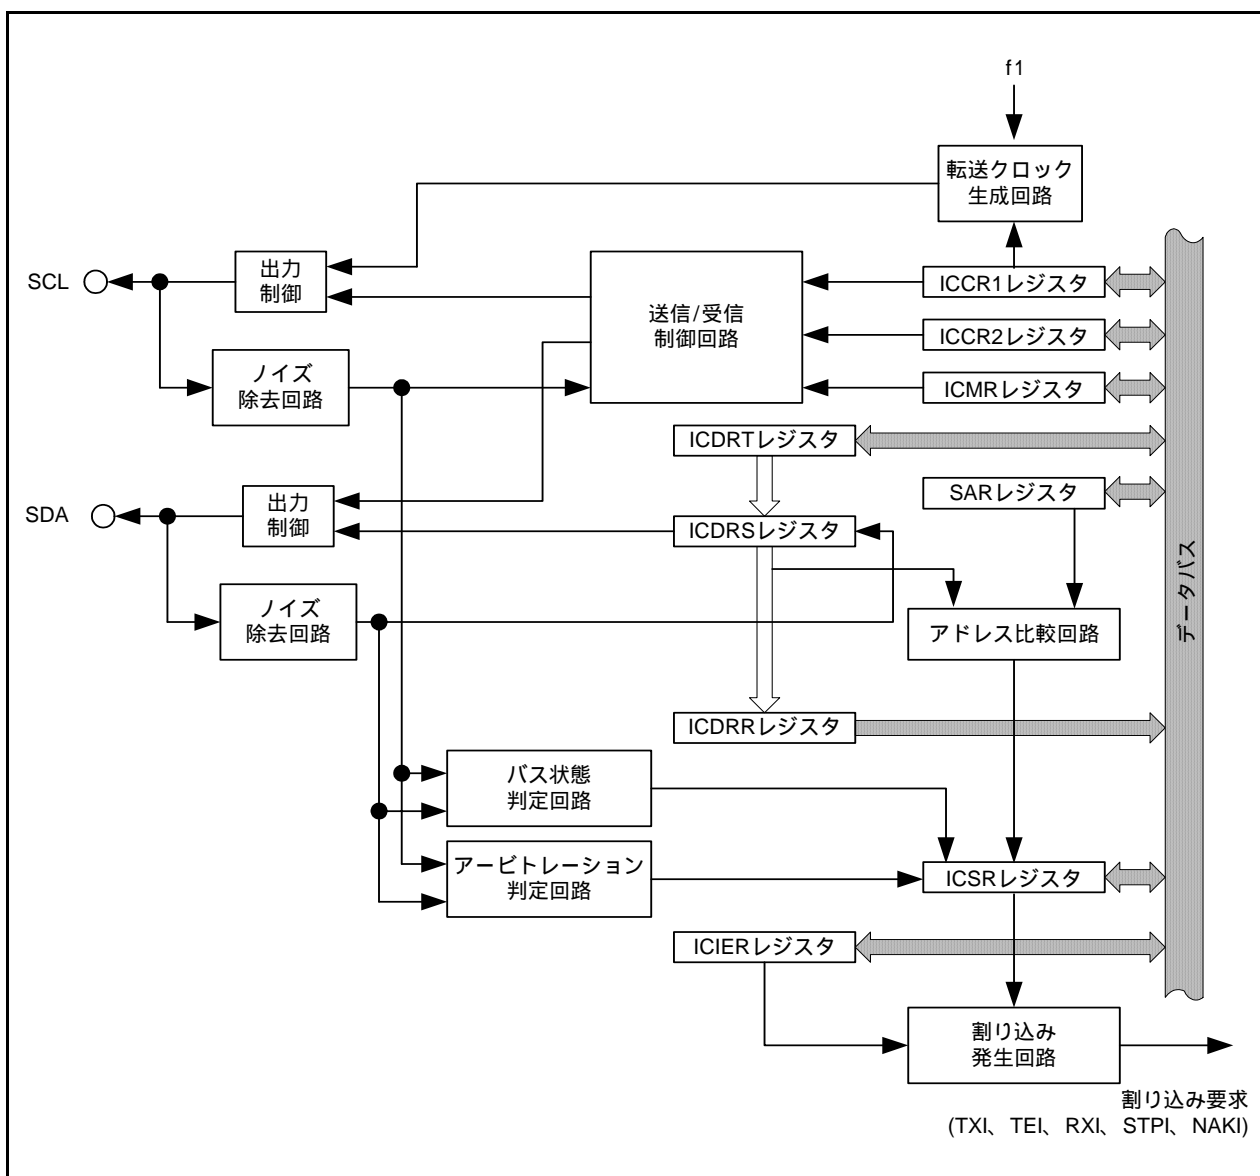 f1
転送クロック
生成回路
SCL
出力
制御
送信/受信
制御回路
ICCR1レジスタ
ICCR2レジスタ
ノイズ
除去回路
ICMRレジスタ
ICDRTレジスタ
SARレジスタ
SDA
出力
制御
ICDRSレジスタ
データバス
ノイズ
除去回路
アドレス比較回路
ICDRRレジスタ
バス状態
判定回路
アービトレーション
判定回路
ICSRレジスタ
ICIERレジスタ
割り込み
発生回路
割り込み要求
(TXI、TEI、RXI、STPI、NAKI)